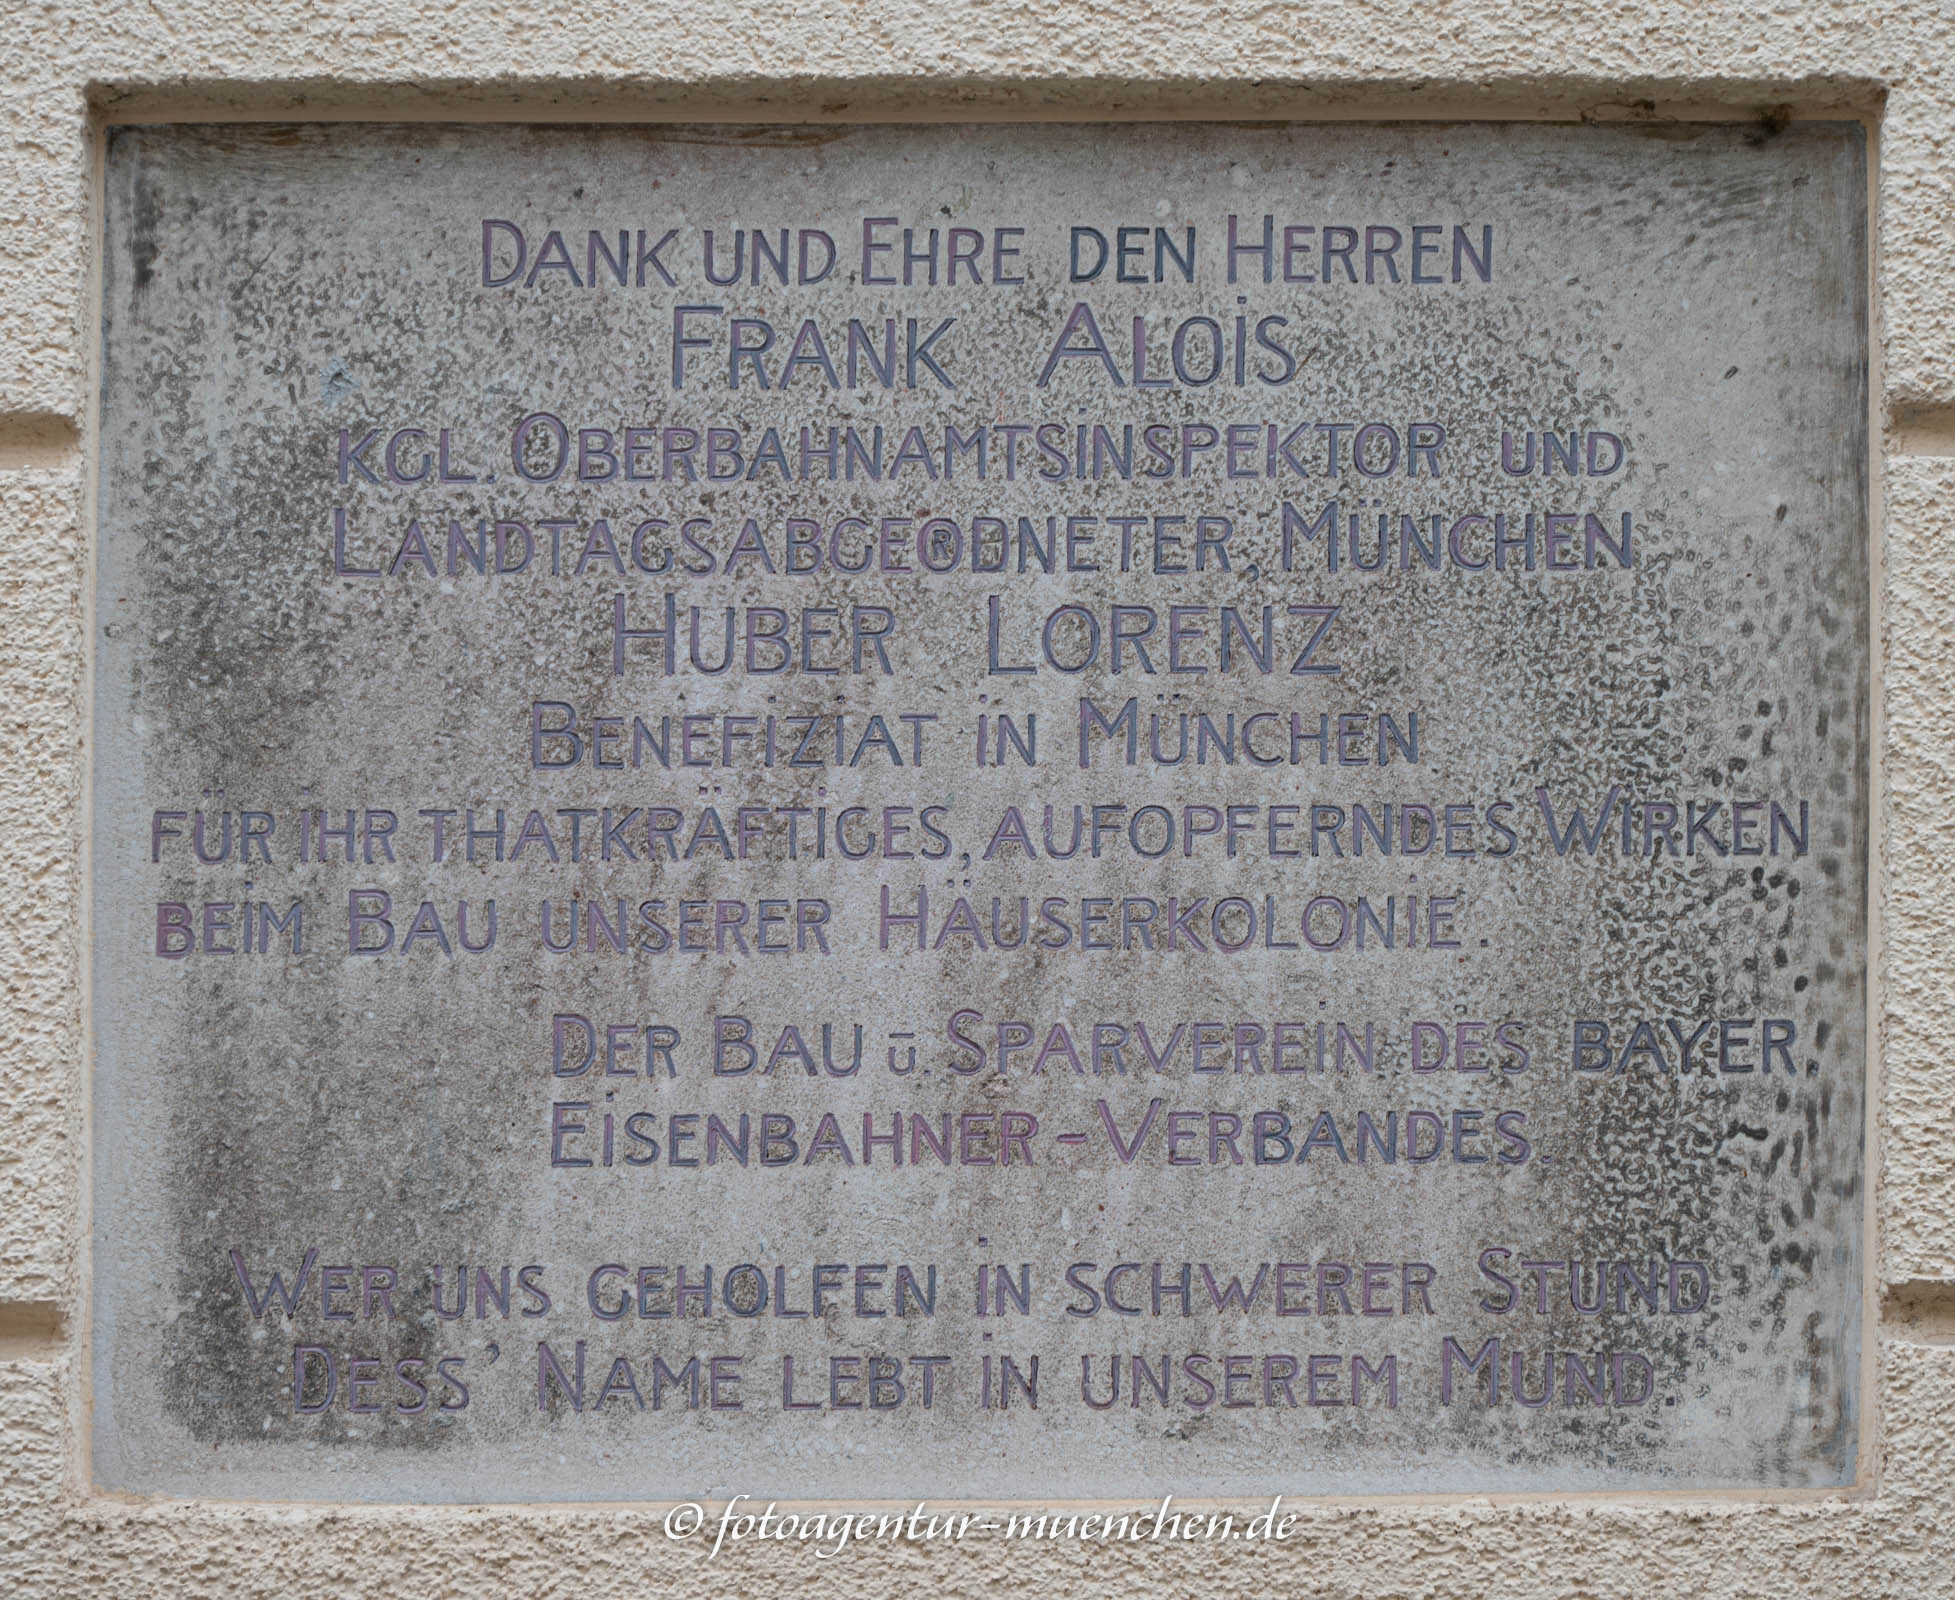 Dank und Ehre den Herren
Frank Alois
kgl. Oberbahnamtsinspektor und
Landtagsabgeordneter, München
Huber Lorenz
Benefiziat in München
für ihr thatkräftiges, aufopferndes Wirken
beim Bau unserer Häuserkolonie.
Der Bau ū. Sparverein des bayer.
Eisenbahner-Verbandes.
Wer uns geholfen in schwerer Stund
Dess' Name lebt in unserem Mund.
© fotoagentur-muenchen.de